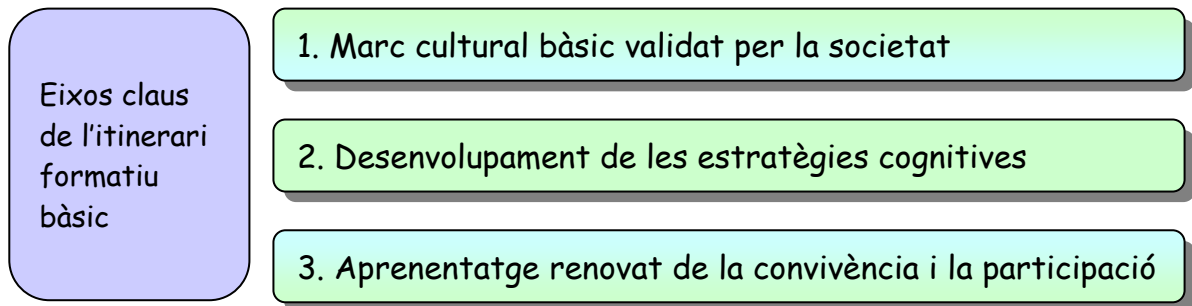 Eixos claus
de l'itinerari
formatiu
bàsic
1. Marc cultural bàsic validat per la societat
2. Desenvolupament de les estratègies cognitives
3. Aprenentatge renovat de la convivència i la participació